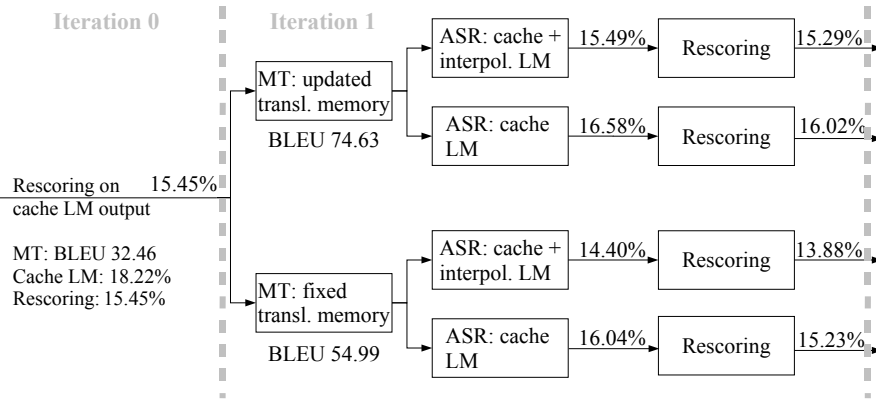 Iteration 0
Iteration 1
Rescoring on
cache LM output
15.45%
MT: BLEU 32.46
Cache LM: 18.22%
Rescoring: 15.45%
MT: updated
transl. memory
BLEU 74.63
ASR: cache +
interpol. LM
15.49%
Rescoring
15.29%
ASR: cache
LM
16.58%
Rescoring
16.02%
MT: fixed
transl. memory
BLEU 54.99
ASR: cache +
interpol. LM
14.40%
Rescoring
13.88%
ASR: cache
LM
16.04%
Rescoring
15.23%